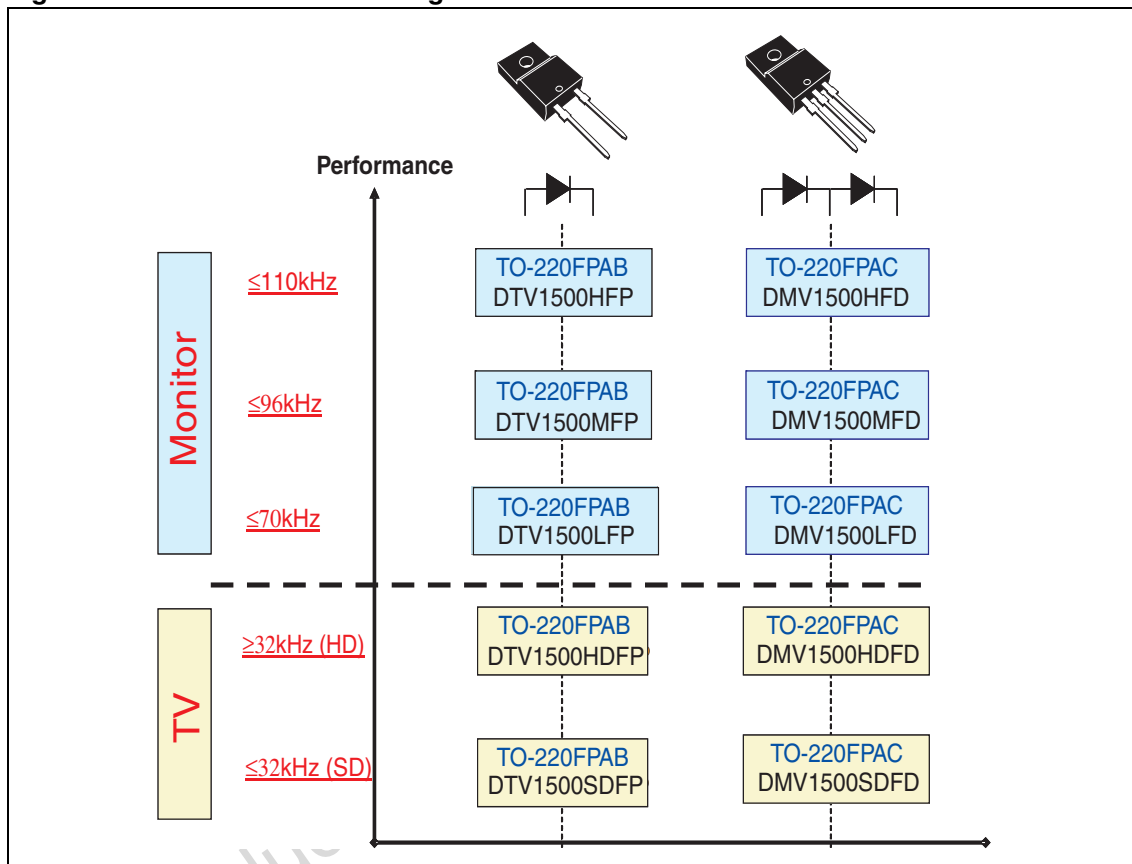 Performance
Monitor
≤110kHz
TO-220FPAB
DTV1500HFP
TO-220FPAC
DMV1500HFD
≤96kHz
TO-220FPAB
DTV1500MFP
TO-220FPAC
DMV1500MFD
≤70kHz
TO-220FPAB
DTV1500LFP
TO-220FPAC
DMV1500LFD
TV
≥32kHz (HD)
TO-220FPAB
DTV1500HDFP
TO-220FPAC
DMV1500HDFD
≤32kHz (SD)
TO-220FPAB
DTV1500SDFP
TO-220FPAC
DMV1500SDFD